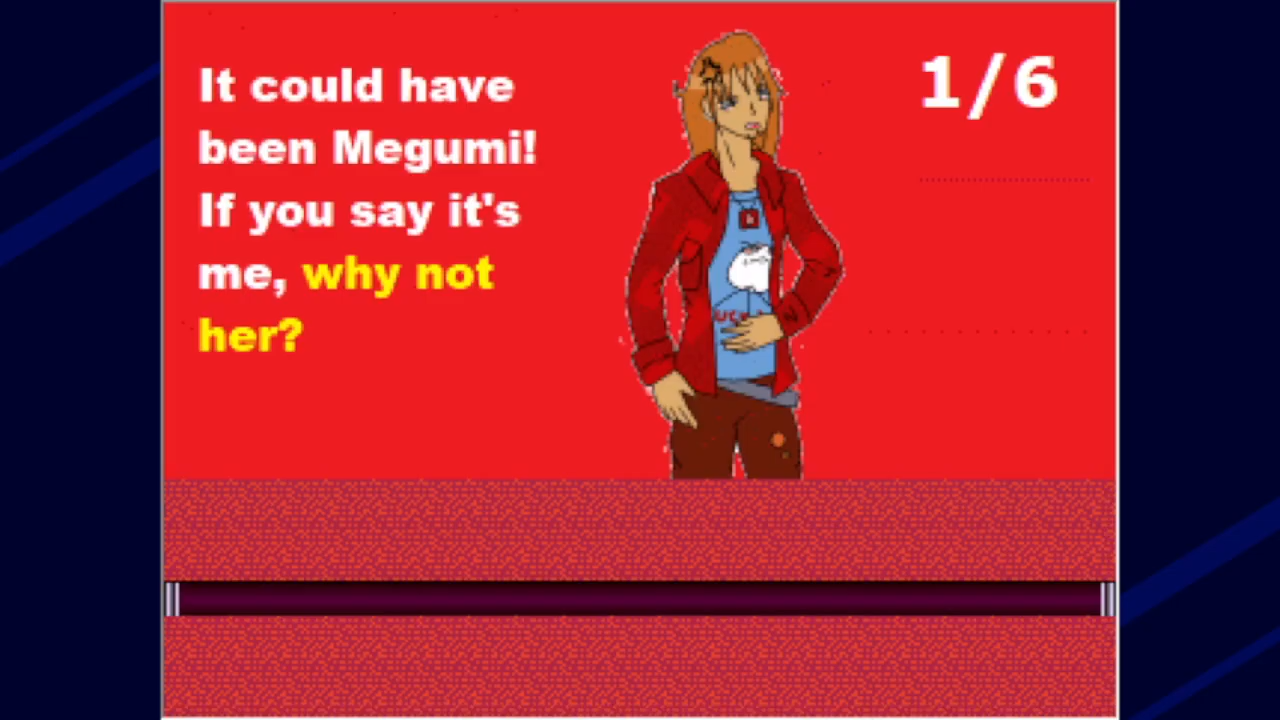 It could have
been Megumi!
If you say it's
me, why not
her?
1/6